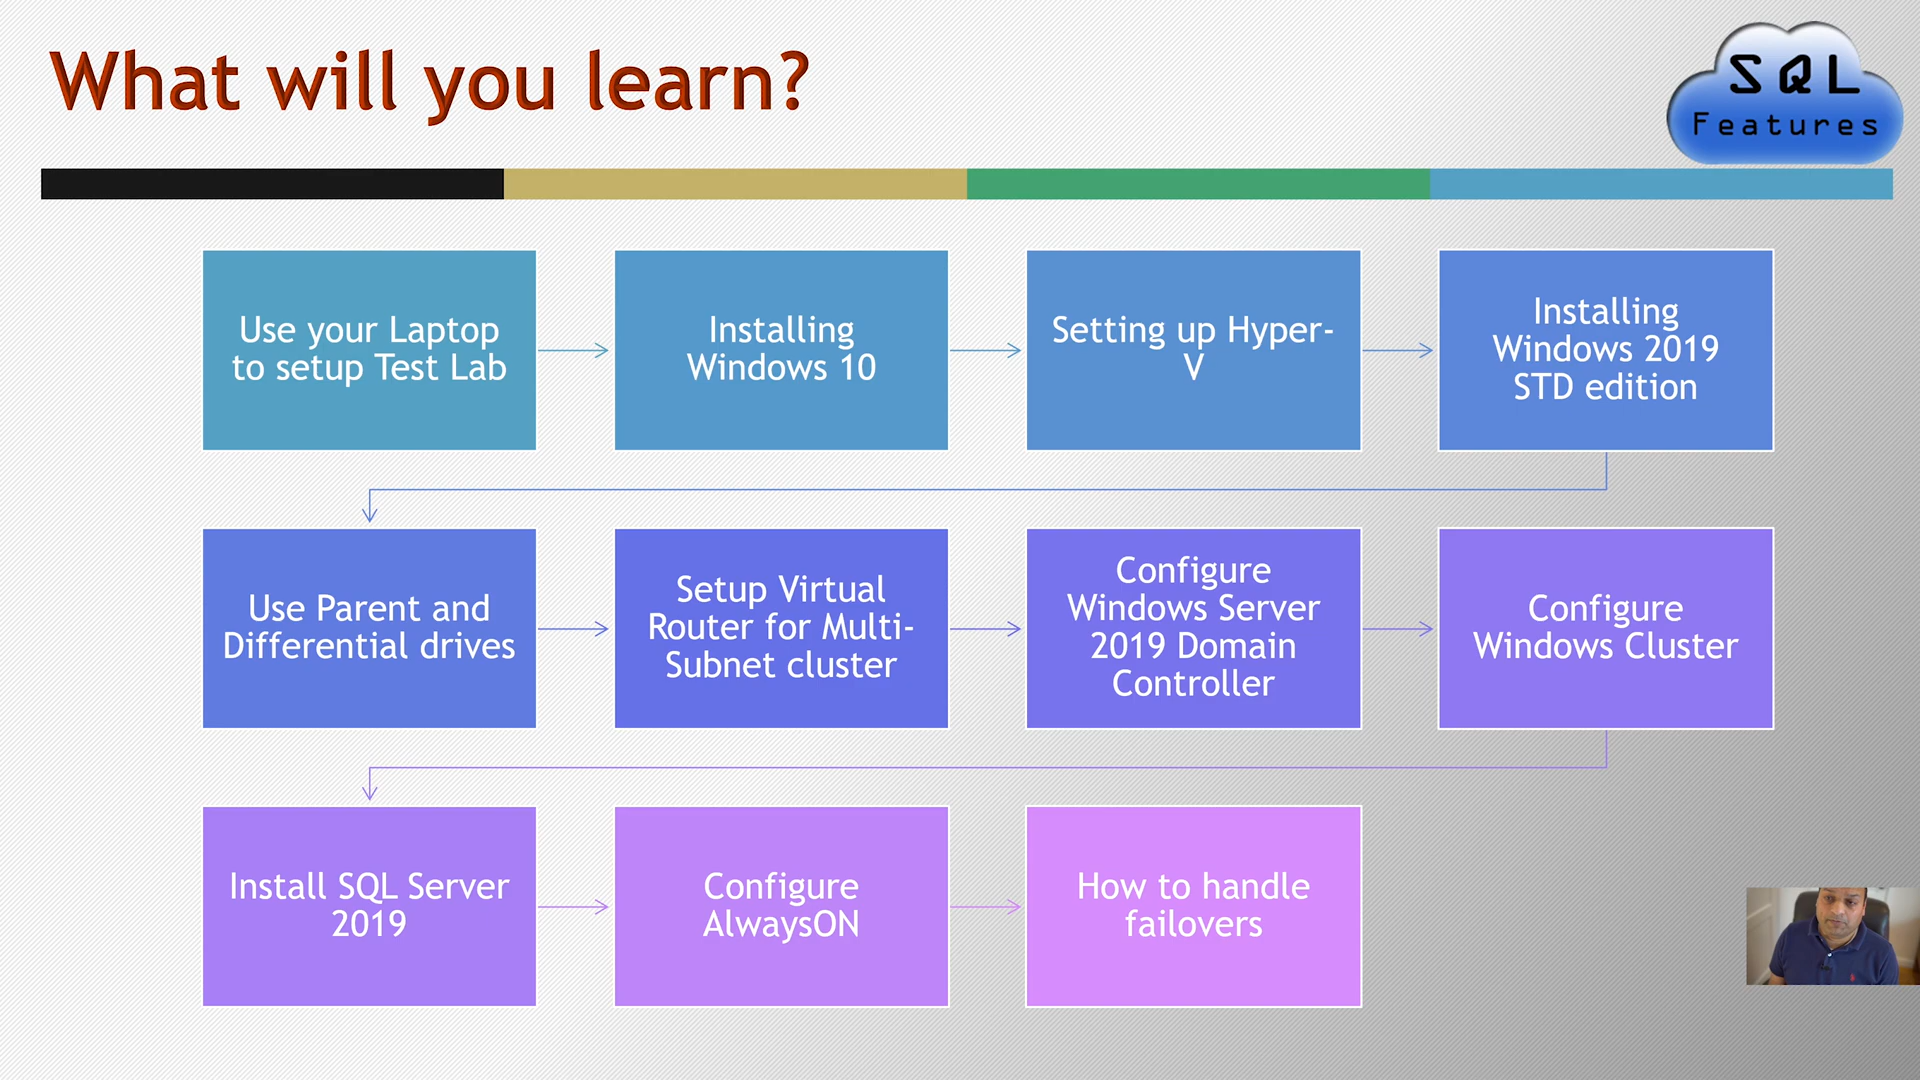 What will you learn?
SQL
Features
Use your Laptop
to setup Test Lab
Installing
Windows 10
Setting up Hyper-
V
Installing
Windows 2019
STD edition
Use Parent and
Differential drives
Setup Virtual
Router for Multi-
Subnet cluster
Configure
Windows Server
2019 Domain
Controller
Configure
Windows Cluster
Install SQL Server
2019
Configure
AlwaysON
How to handle
failovers